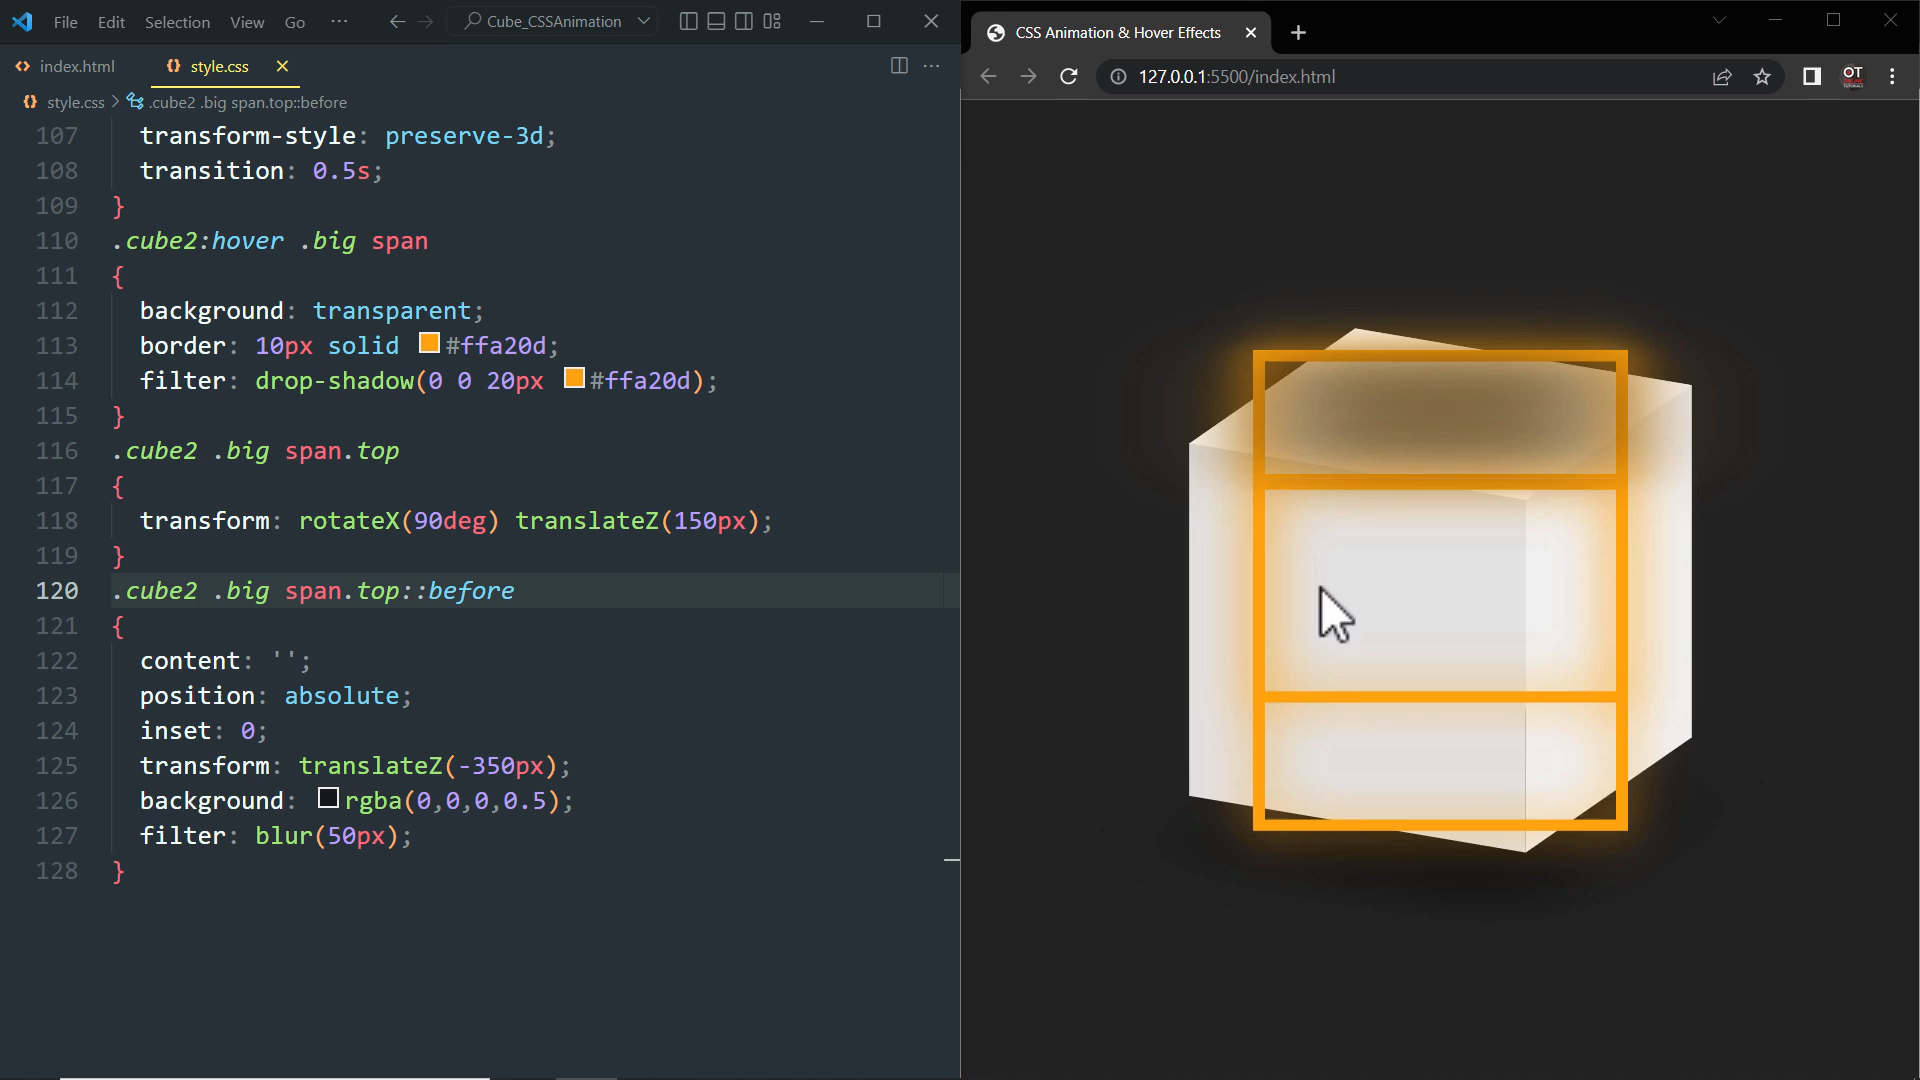 File Edit Selection View Go ··· Cube_CSSAnimation
index.html style.css
style.css > .cube2 .big span.top::before
107 transform-style: preserve-3d;
108 transition: 0.5s;
109 }
110 .cube2:hover .big span
111 {
112 background: transparent;
113 border: 10px solid #ffa20d;
114 filter: drop-shadow(0 0 20px #ffa20d);
115 }
116 .cube2 .big span.top
117 {
118 transform: rotateX(90deg) translateZ(150px);
119 }
120 .cube2 .big span.top::before
121 {
122 content: '';
123 position: absolute;
124 inset: 0;
125 transform: translateZ(-350px);
126 background: rgba(0,0,0,0.5);
127 filter: blur(50px);
128 }
CSS Animation & Hover Effects
127.0.0.1:5500/index.html
OT